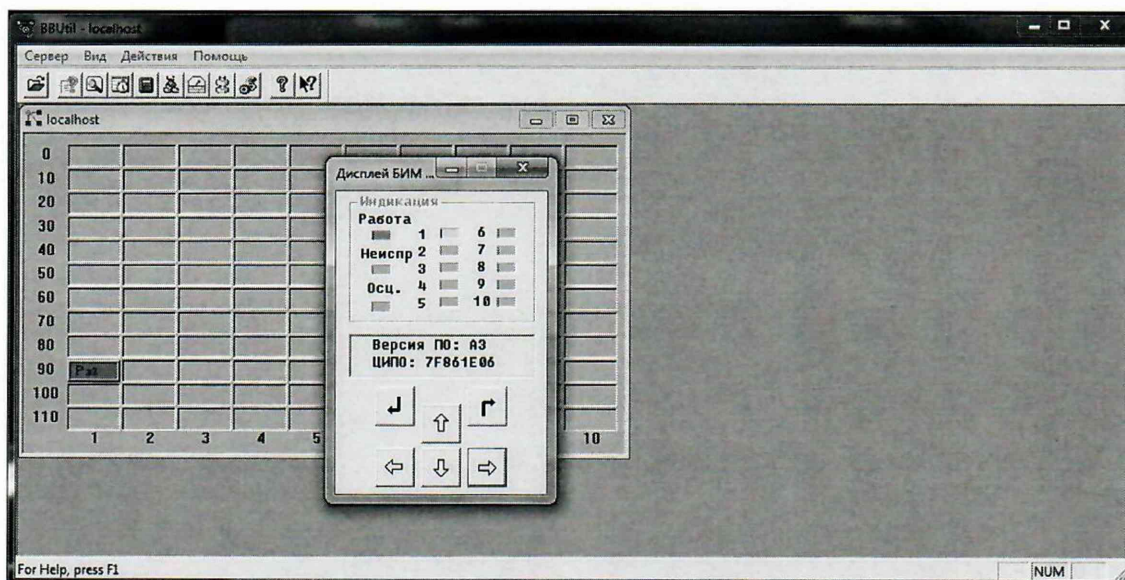 BBUtil - localhost
Сервер Вид Действия Помощь
localhost
0
10
20
30
40
50
60
70
80
90
100
110
1 2 3 4 5 10
Дисплей БИМ ...
Индикация
Работа
1 6
Неиспр 2 7
3 8
Осц. 4 9
5 10
Версия ПО: A3
ЦИПО: 7F861E06
For Help, press F1
NUM